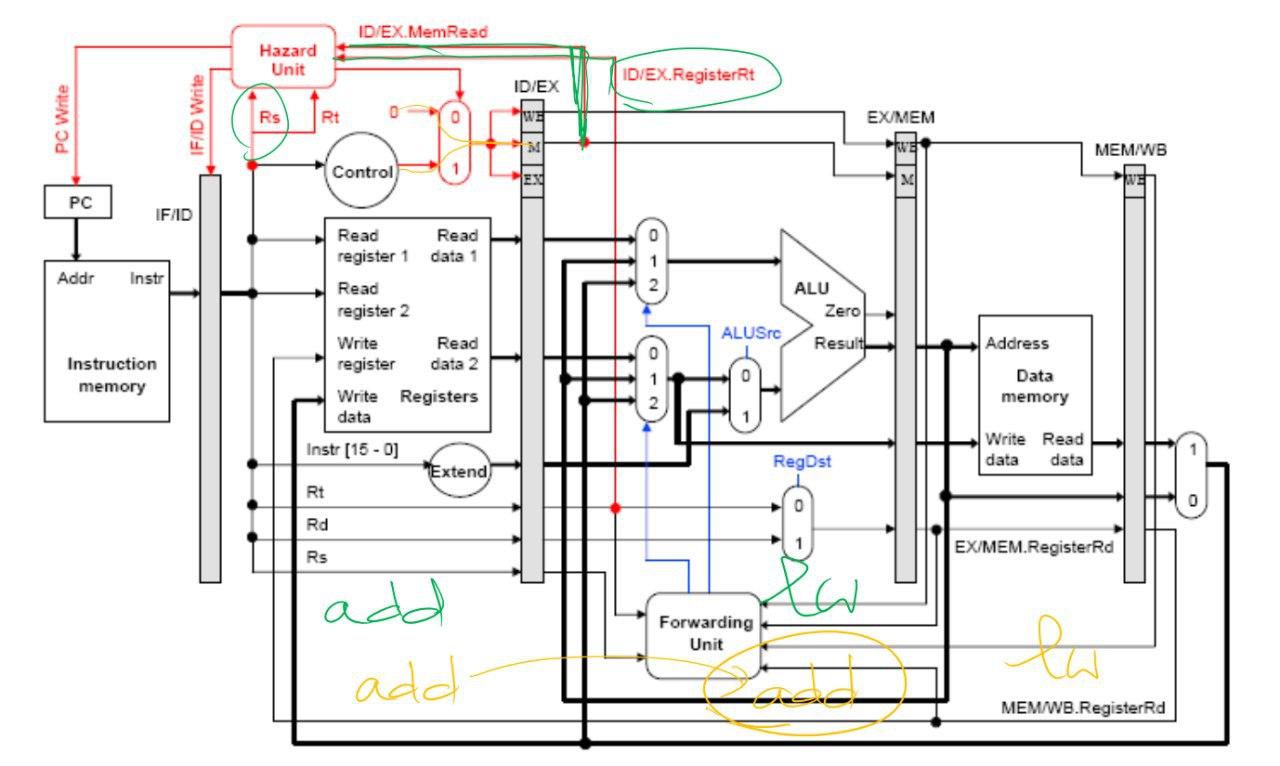 ID/EX.MemRead
Hazard
Unit
ID/EX.RegisterRt
PC Write
IF/ID Write
Rs
Rt
0
0
1
Control
ID/EX
WB
M
EX
EX/MEM
WB
M
MEM/WB
WB
PC
IF/ID
Addr
Instr
Instruction
memory
Read
register 1
Read
data 1
Read
register 2
Write
register
Read
data 2
Write
data
Registers
0
1
2
0
1
2
ALU
Zero
Result
ALUSrc
0
1
Address
Data
memory
Write
data
Read
data
1
0
Instr [15 - 0]
Extend
RegDst
0
1
Rt
Rd
Rs
EX/MEM.RegisterRd
Forwarding
Unit
add
lw
add
add
lw
MEM/WB.RegisterRd